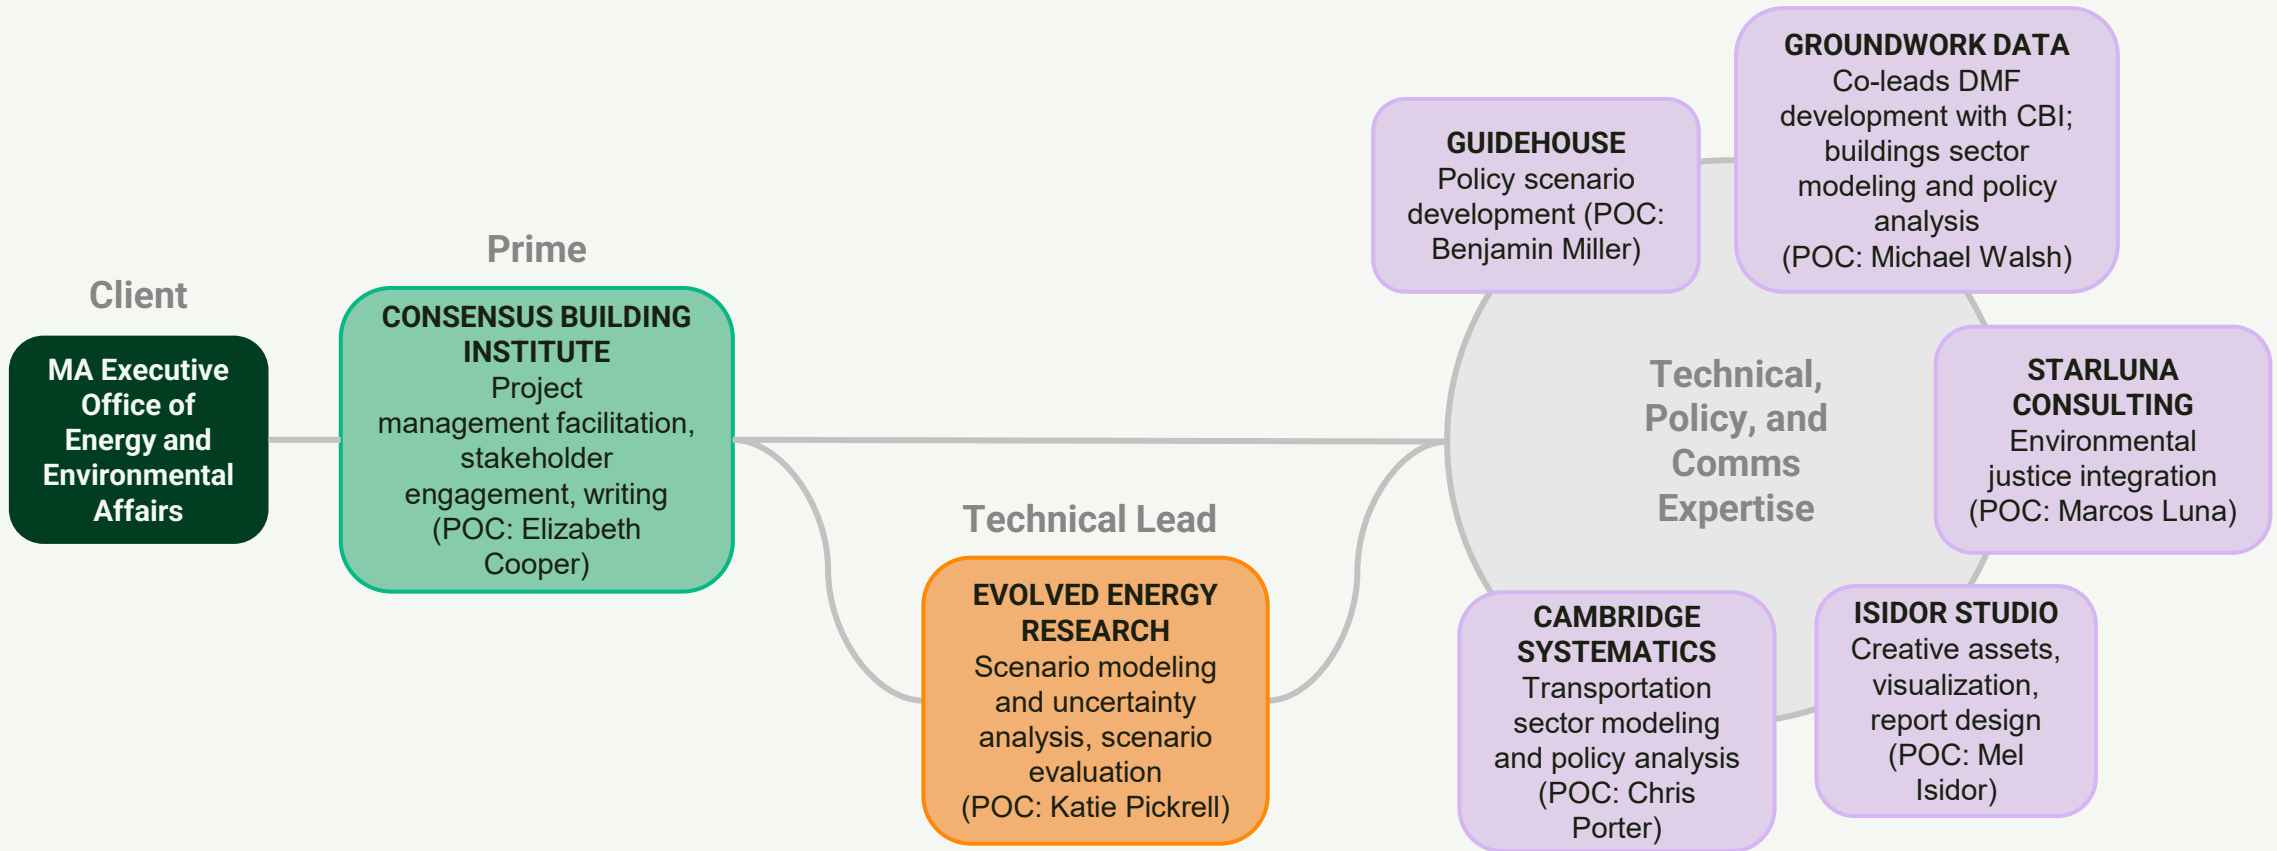 Client
MA Executive
Office of
Energy and
Environmental
Affairs
Prime
CONSENSUS BUILDING
INSTITUTE
Project
management facilitation,
stakeholder
engagement, writing
(POC: Elizabeth
Cooper)
Technical Lead
EVOLVED ENERGY
RESEARCH
Scenario modeling
and uncertainty
analysis, scenario
evaluation
(POC: Katie Pickrell)
Technical,
Policy, and
Comms
Expertise
GUIDEHOUSE
Policy scenario
development (POC:
Benjamin Miller)
GROUNDWORK DATA
Co-leads DMF
development with CBI;
buildings sector
modeling and policy
analysis
(POC: Michael Walsh)
STARLUNA
CONSULTING
Environmental
justice integration
(POC: Marcos Luna)
ISIDOR STUDIO
Creative assets,
visualization,
report design
(POC: Mel
Isidor)
CAMBRIDGE
SYSTEMATICS
Transportation
sector modeling
and policy analysis
(POC: Chris
Porter)